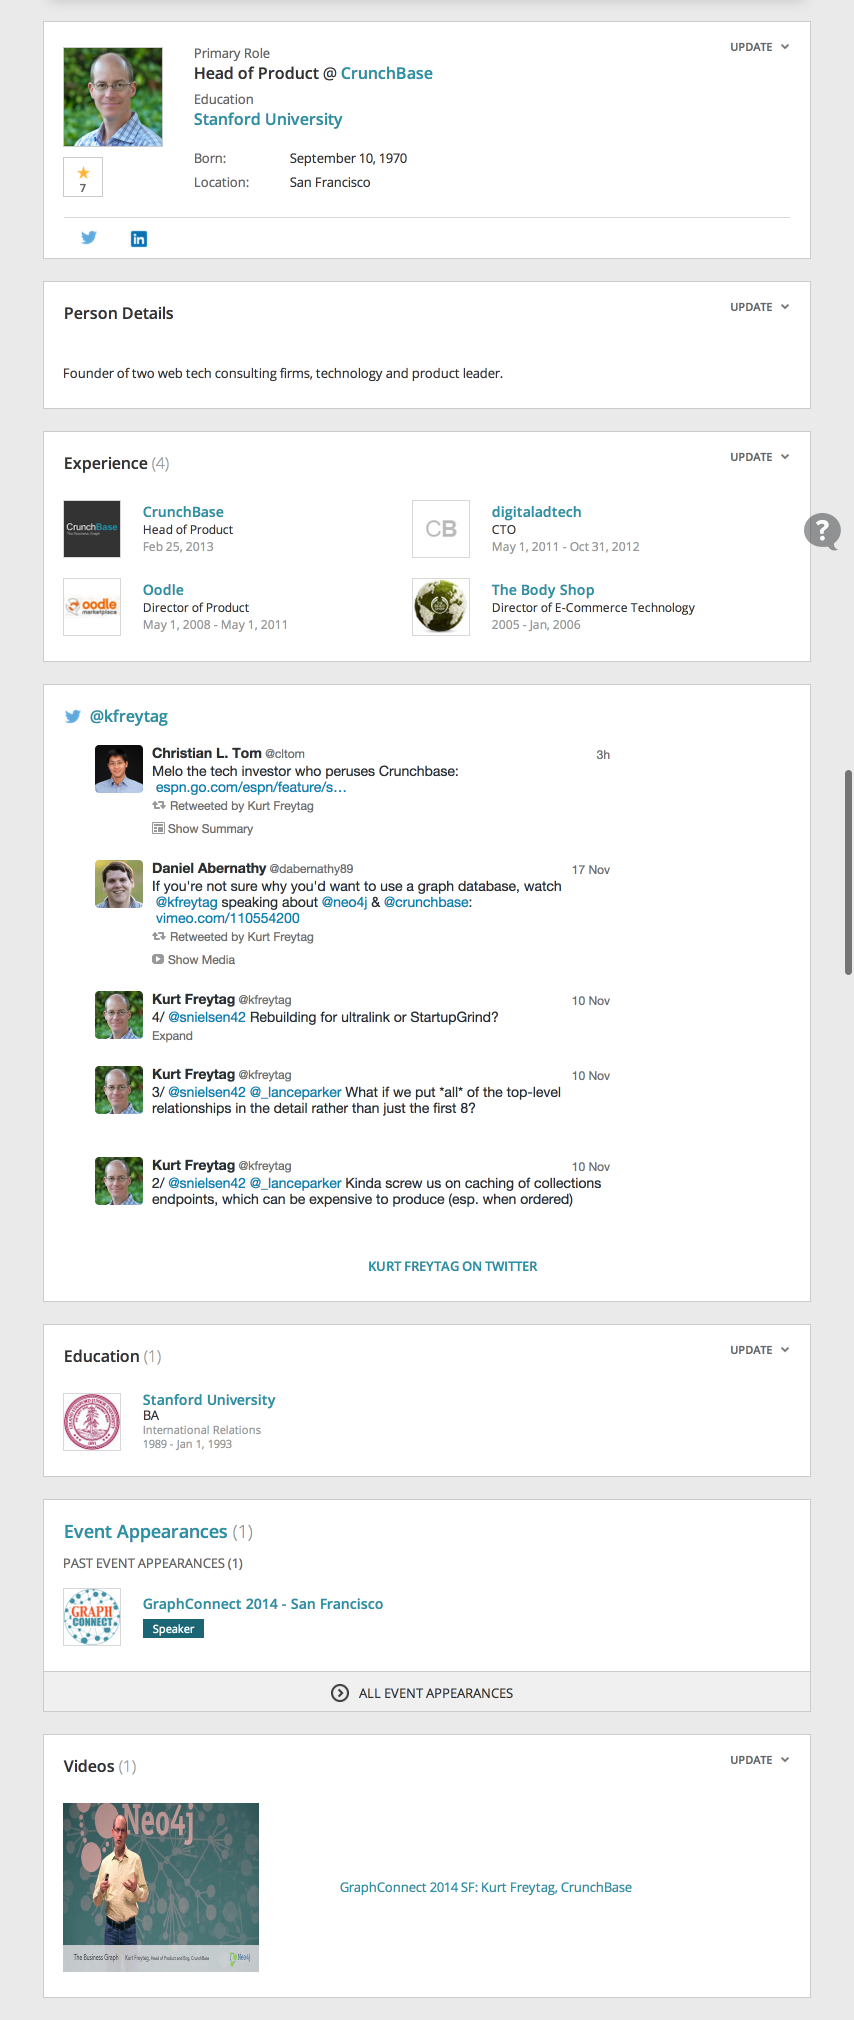 UPDATE
Primary Role
Head of Product @ CrunchBase
Education
Stanford University
Born: September 10, 1970
Location: San Francisco
7
in
Person Details
UPDATE
Founder of two web tech consulting firms, technology and product leader.
Experience (4)
UPDATE
CrunchBase
CrunchBase
Head of Product
Feb 25, 2013
CB
digitaladtech
CTO
May 1, 2011 - Oct 31, 2012
?
oodle
marketplace
Oodle
Director of Product
May 1, 2008 - May 1, 2011
The Body Shop
Director of E-Commerce Technology
2005 - Jan, 2006
@kfreytag
Christian L. Tom @cltom 3h
Melo the tech investor who peruses Crunchbase:
espn.go.com/espn/feature/s…
Retweeted by Kurt Freytag
Show Summary
Daniel Abernathy @dabernathy89 17 Nov
If you're not sure why you'd want to use a graph database, watch
@kfreytag speaking about @neo4j & @crunchbase:
vimeo.com/110554200
Retweeted by Kurt Freytag
Show Media
Kurt Freytag @kfreytag 10 Nov
4/ @snielsen42 Rebuilding for ultralink or StartupGrind?
Expand
Kurt Freytag @kfreytag 10 Nov
3/ @snielsen42 @_lanceparker What if we put *all* of the top-level
relationships in the detail rather than just the first 8?
Kurt Freytag @kfreytag 10 Nov
2/ @snielsen42 @_lanceparker Kinda screw us on caching of collections
endpoints, which can be expensive to produce (esp. when ordered)
KURT FREYTAG ON TWITTER
Education (1)
UPDATE
Stanford University
BA
International Relations
1989 - Jan 1, 1993
Event Appearances (1)
PAST EVENT APPEARANCES (1)
GRAPH
CONNECT
GraphConnect 2014 - San Francisco
Speaker
ALL EVENT APPEARANCES
Videos (1)
UPDATE
Neo4j
The Business Graph Kurt Freytag, Head of Product and Eng, CrunchBase Neo4j
GraphConnect 2014 SF: Kurt Freytag, CrunchBase